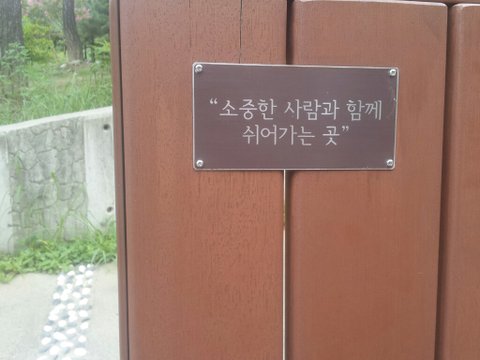 “소중한 사람과 함께
쉬어가는 곳”